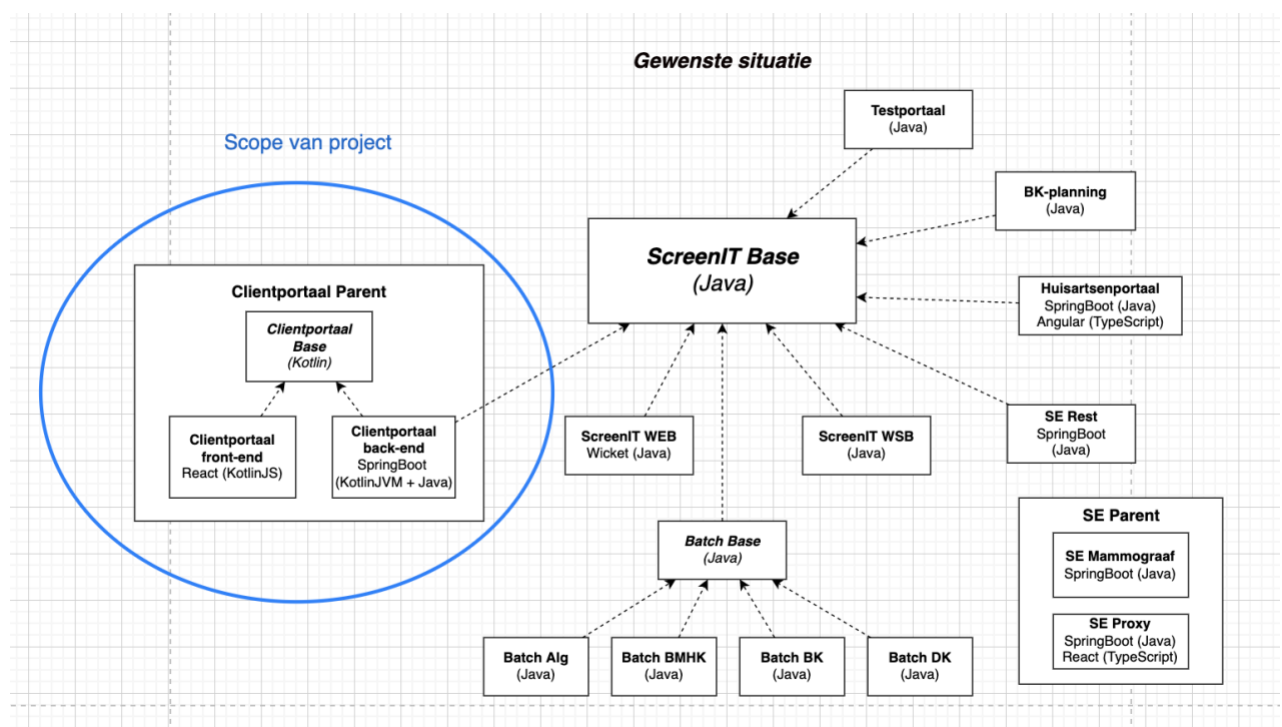 Gewenste situatie
Scope van project
Testportaal
(Java)
BK-planning
(Java)
ScreenIT Base
(Java)
Huisartsenportaal
SpringBoot (Java)
Angular (TypeScript)
Clientportaal Parent
Clientportaal
Base
(Kotlin)
Clientportaal
front-end
React (KotlinJS)
Clientportaal
back-end
SpringBoot
(KotlinJVM + Java)
ScreenIT WEB
Wicket (Java)
ScreenIT WSB
(Java)
SE Rest
SpringBoot
(Java)
Batch Base
(Java)
SE Parent
SE Mammograaf
SpringBoot (Java)
SE Proxy
SpringBoot (Java)
React (TypeScript)
Batch Alg
(Java)
Batch BMHK
(Java)
Batch BK
(Java)
Batch DK
(Java)